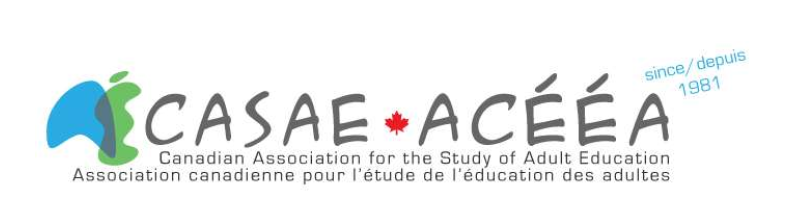 CASAE ACÉÉA
since/depuis
1981
Canadian Association for the Study of Adult Education
Association canadienne pour l'étude de l'éducation des adultes